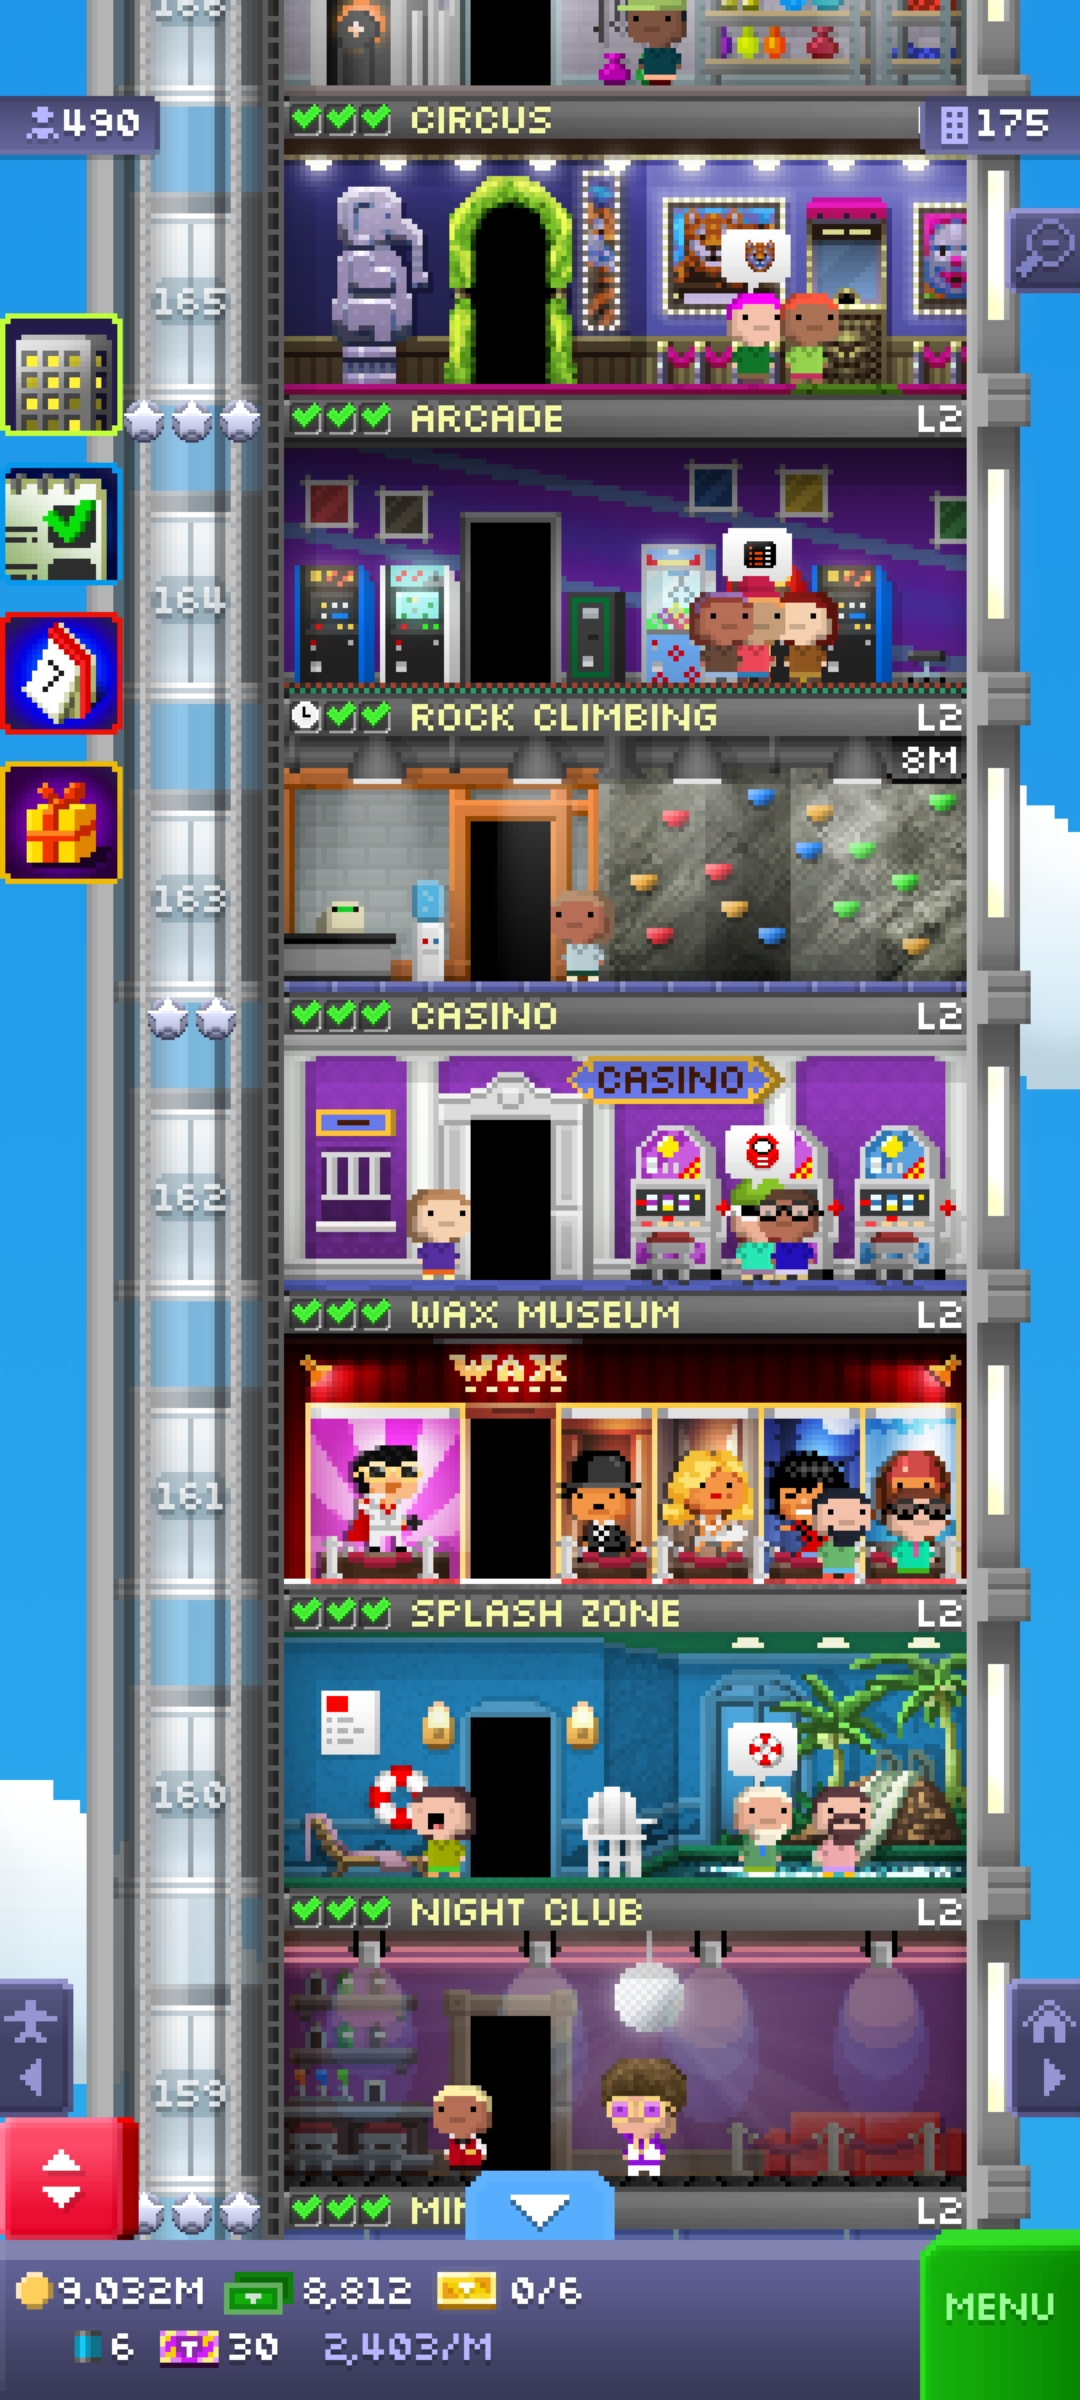 166
490
CIRCUS
175
165
ARCADE
L2
164
ROCK CLIMBING
L2
8M
163
CASINO
L2
CASINO
162
WAX MUSEUM
L2
WAX
161
SPLASH ZONE
L2
160
NIGHT CLUB
L2
159
MIN
L2
9.032M
8,812
0/6
MENU
6
T
30
2,403/M